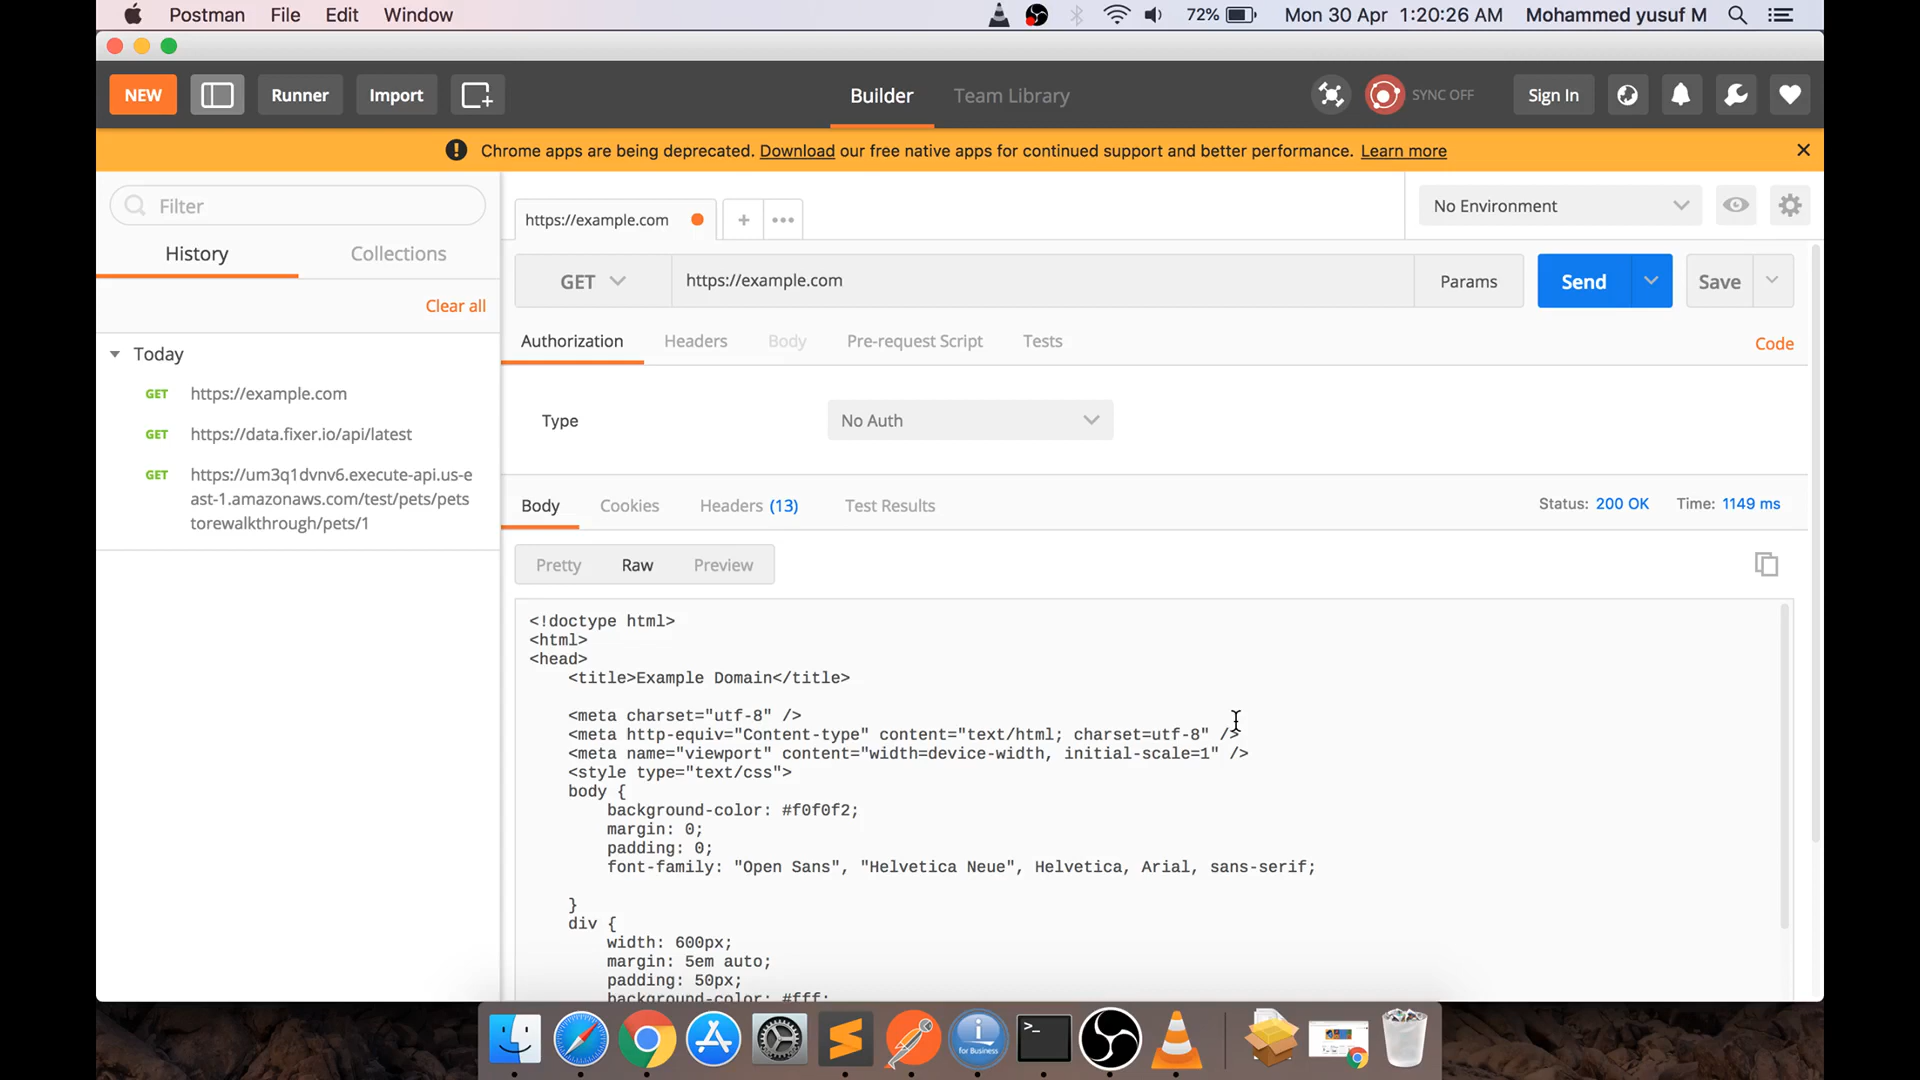 Postman File Edit Window 72% Mon 30 Apr 1:20:26 AM Mohammed yusuf M
NEW Runner Import Builder Team Library SYNC OFF Sign In
Chrome apps are being deprecated. Download our free native apps for continued support and better performance. Learn more
Filter
History Collections
Clear all
Today
GET https://example.com
GET https://data.fixer.io/api/latest
GET https://um3q1dvnv6.execute-api.us-e
ast-1.amazonaws.com/test/pets/pets
torewalkthrough/pets/1
https://example.com
No Environment
GET https://example.com Params Send Save
Authorization Headers Body Pre-request Script Tests Code
Type No Auth
Body Cookies Headers (13) Test Results Status: 200 OK Time: 1149 ms
Pretty Raw Preview
<!doctype html>
<html>
<head>
<title>Example Domain</title>
<meta charset="utf-8" />
<meta http-equiv="Content-type" content="text/html; charset=utf-8" />
<meta name="viewport" content="width=device-width, initial-scale=1" />
<style type="text/css">
body {
background-color: #f0f0f2;
margin: 0;
padding: 0;
font-family: "Open Sans", "Helvetica Neue", Helvetica, Arial, sans-serif;
}
div {
width: 600px;
margin: 5em auto;
padding: 50px;
background-color: #fff;
for Business